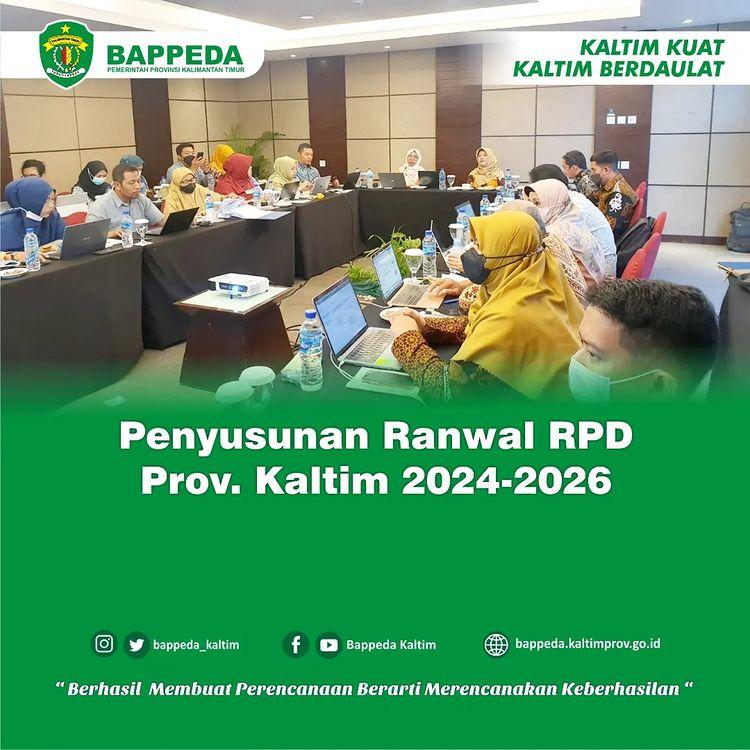 BAPPEDA
PEMERINTAH PROVINSI KALIMANTAN TIMUR
KALTIM KUAT
KALTIM BERDAULAT
Penyusunan Ranwal RPD
Prov. Kaltim 2024-2026
bappeda_kaltim
Bappeda Kaltim
bappeda.kaltimprov.go.id
“ Berhasil Membuat Perencanaan Berarti Merencanakan Keberhasilan “